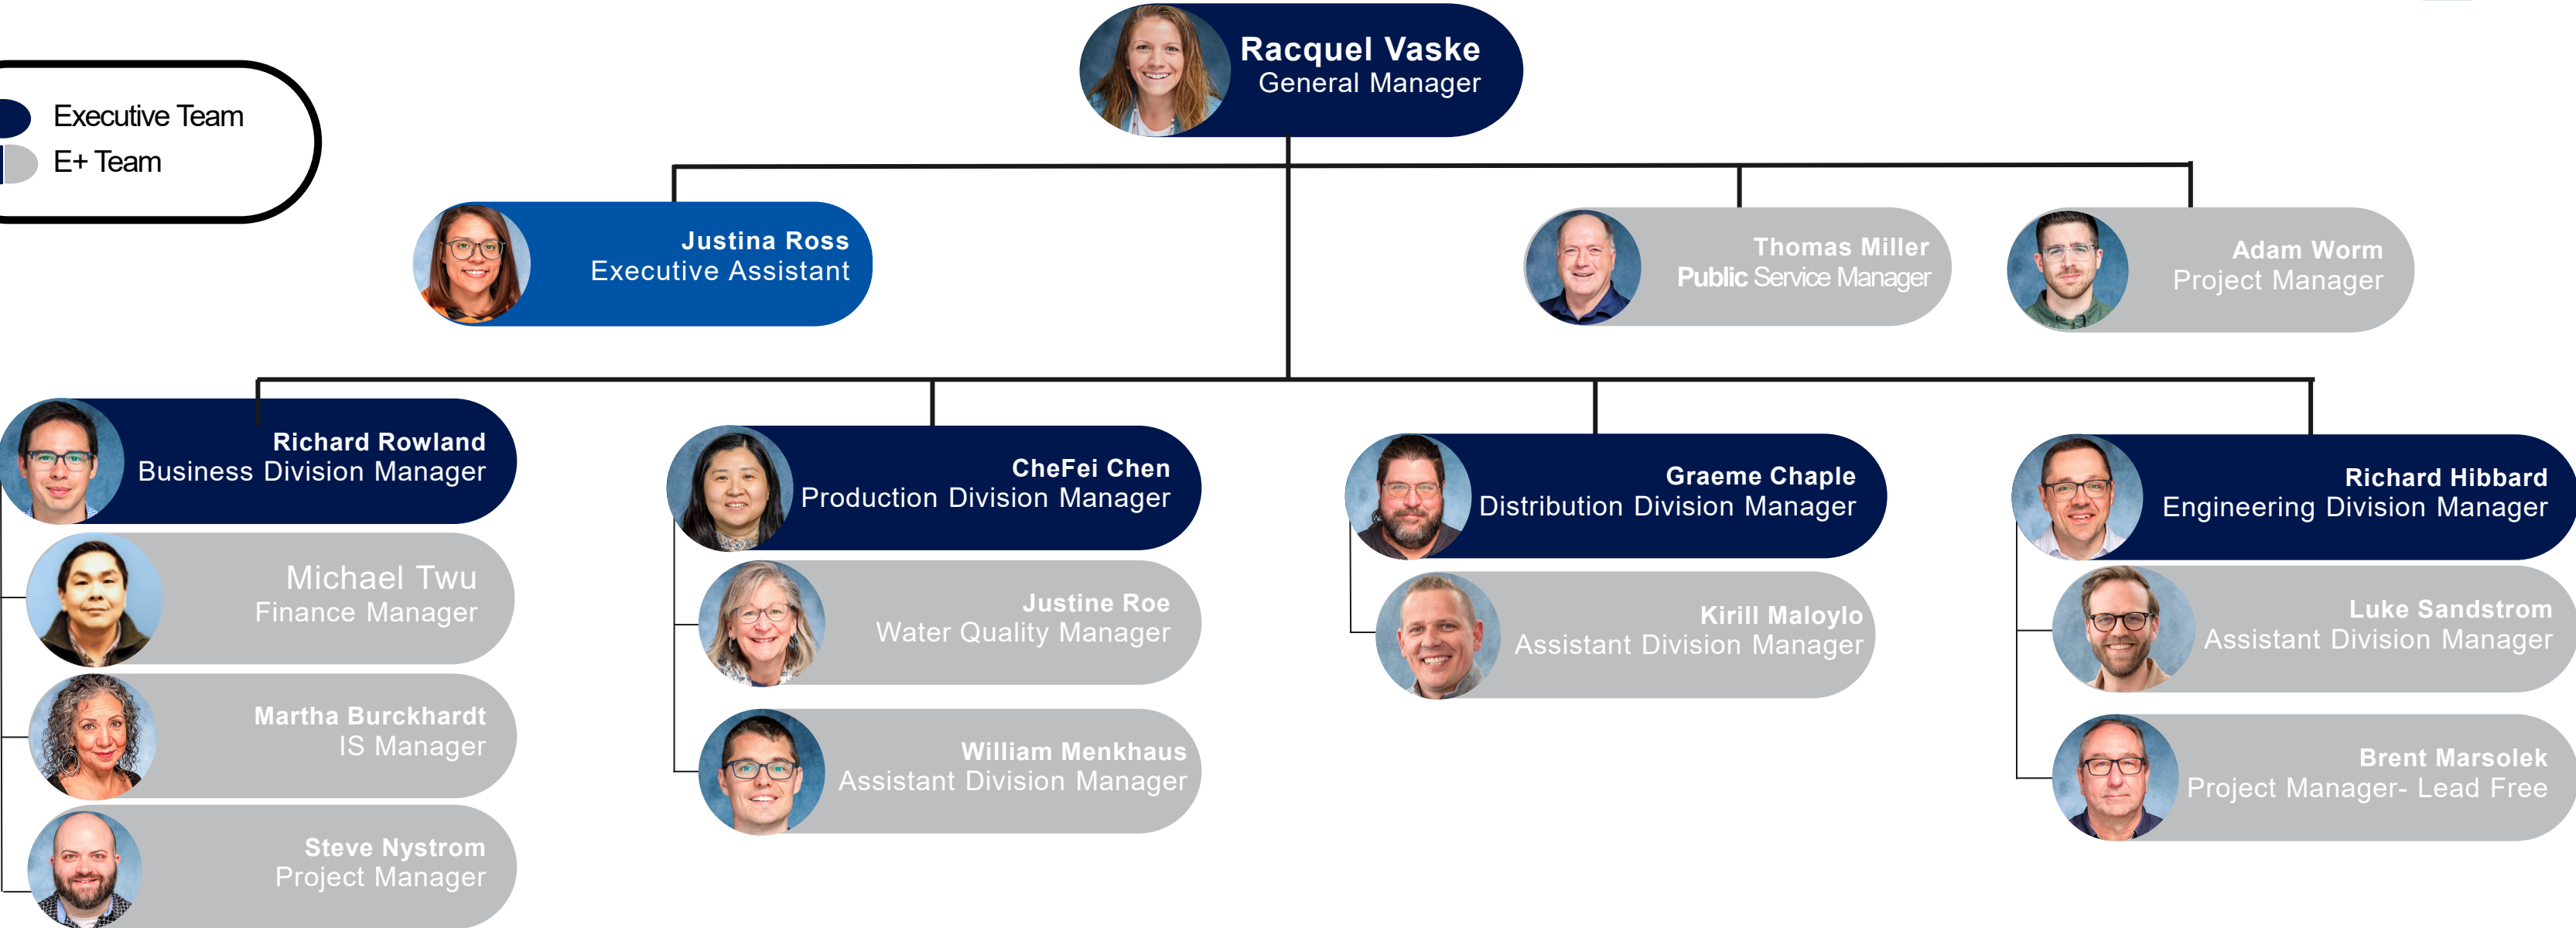 Racquel Vaske
General Manager
Executive Team
E+ Team
Justina Ross
Executive Assistant
Thomas Miller
Public Service Manager
Adam Worm
Project Manager
Richard Rowland
Business Division Manager
CheFei Chen
Production Division Manager
Graeme Chaple
Distribution Division Manager
Richard Hibbard
Engineering Division Manager
Michael Twu
Finance Manager
Justine Roe
Water Quality Manager
Kirill Maloylo
Assistant Division Manager
Luke Sandstrom
Assistant Division Manager
Martha Burckhardt
IS Manager
William Menkhaus
Assistant Division Manager
Brent Marsolek
Project Manager- Lead Free
Steve Nystrom
Project Manager